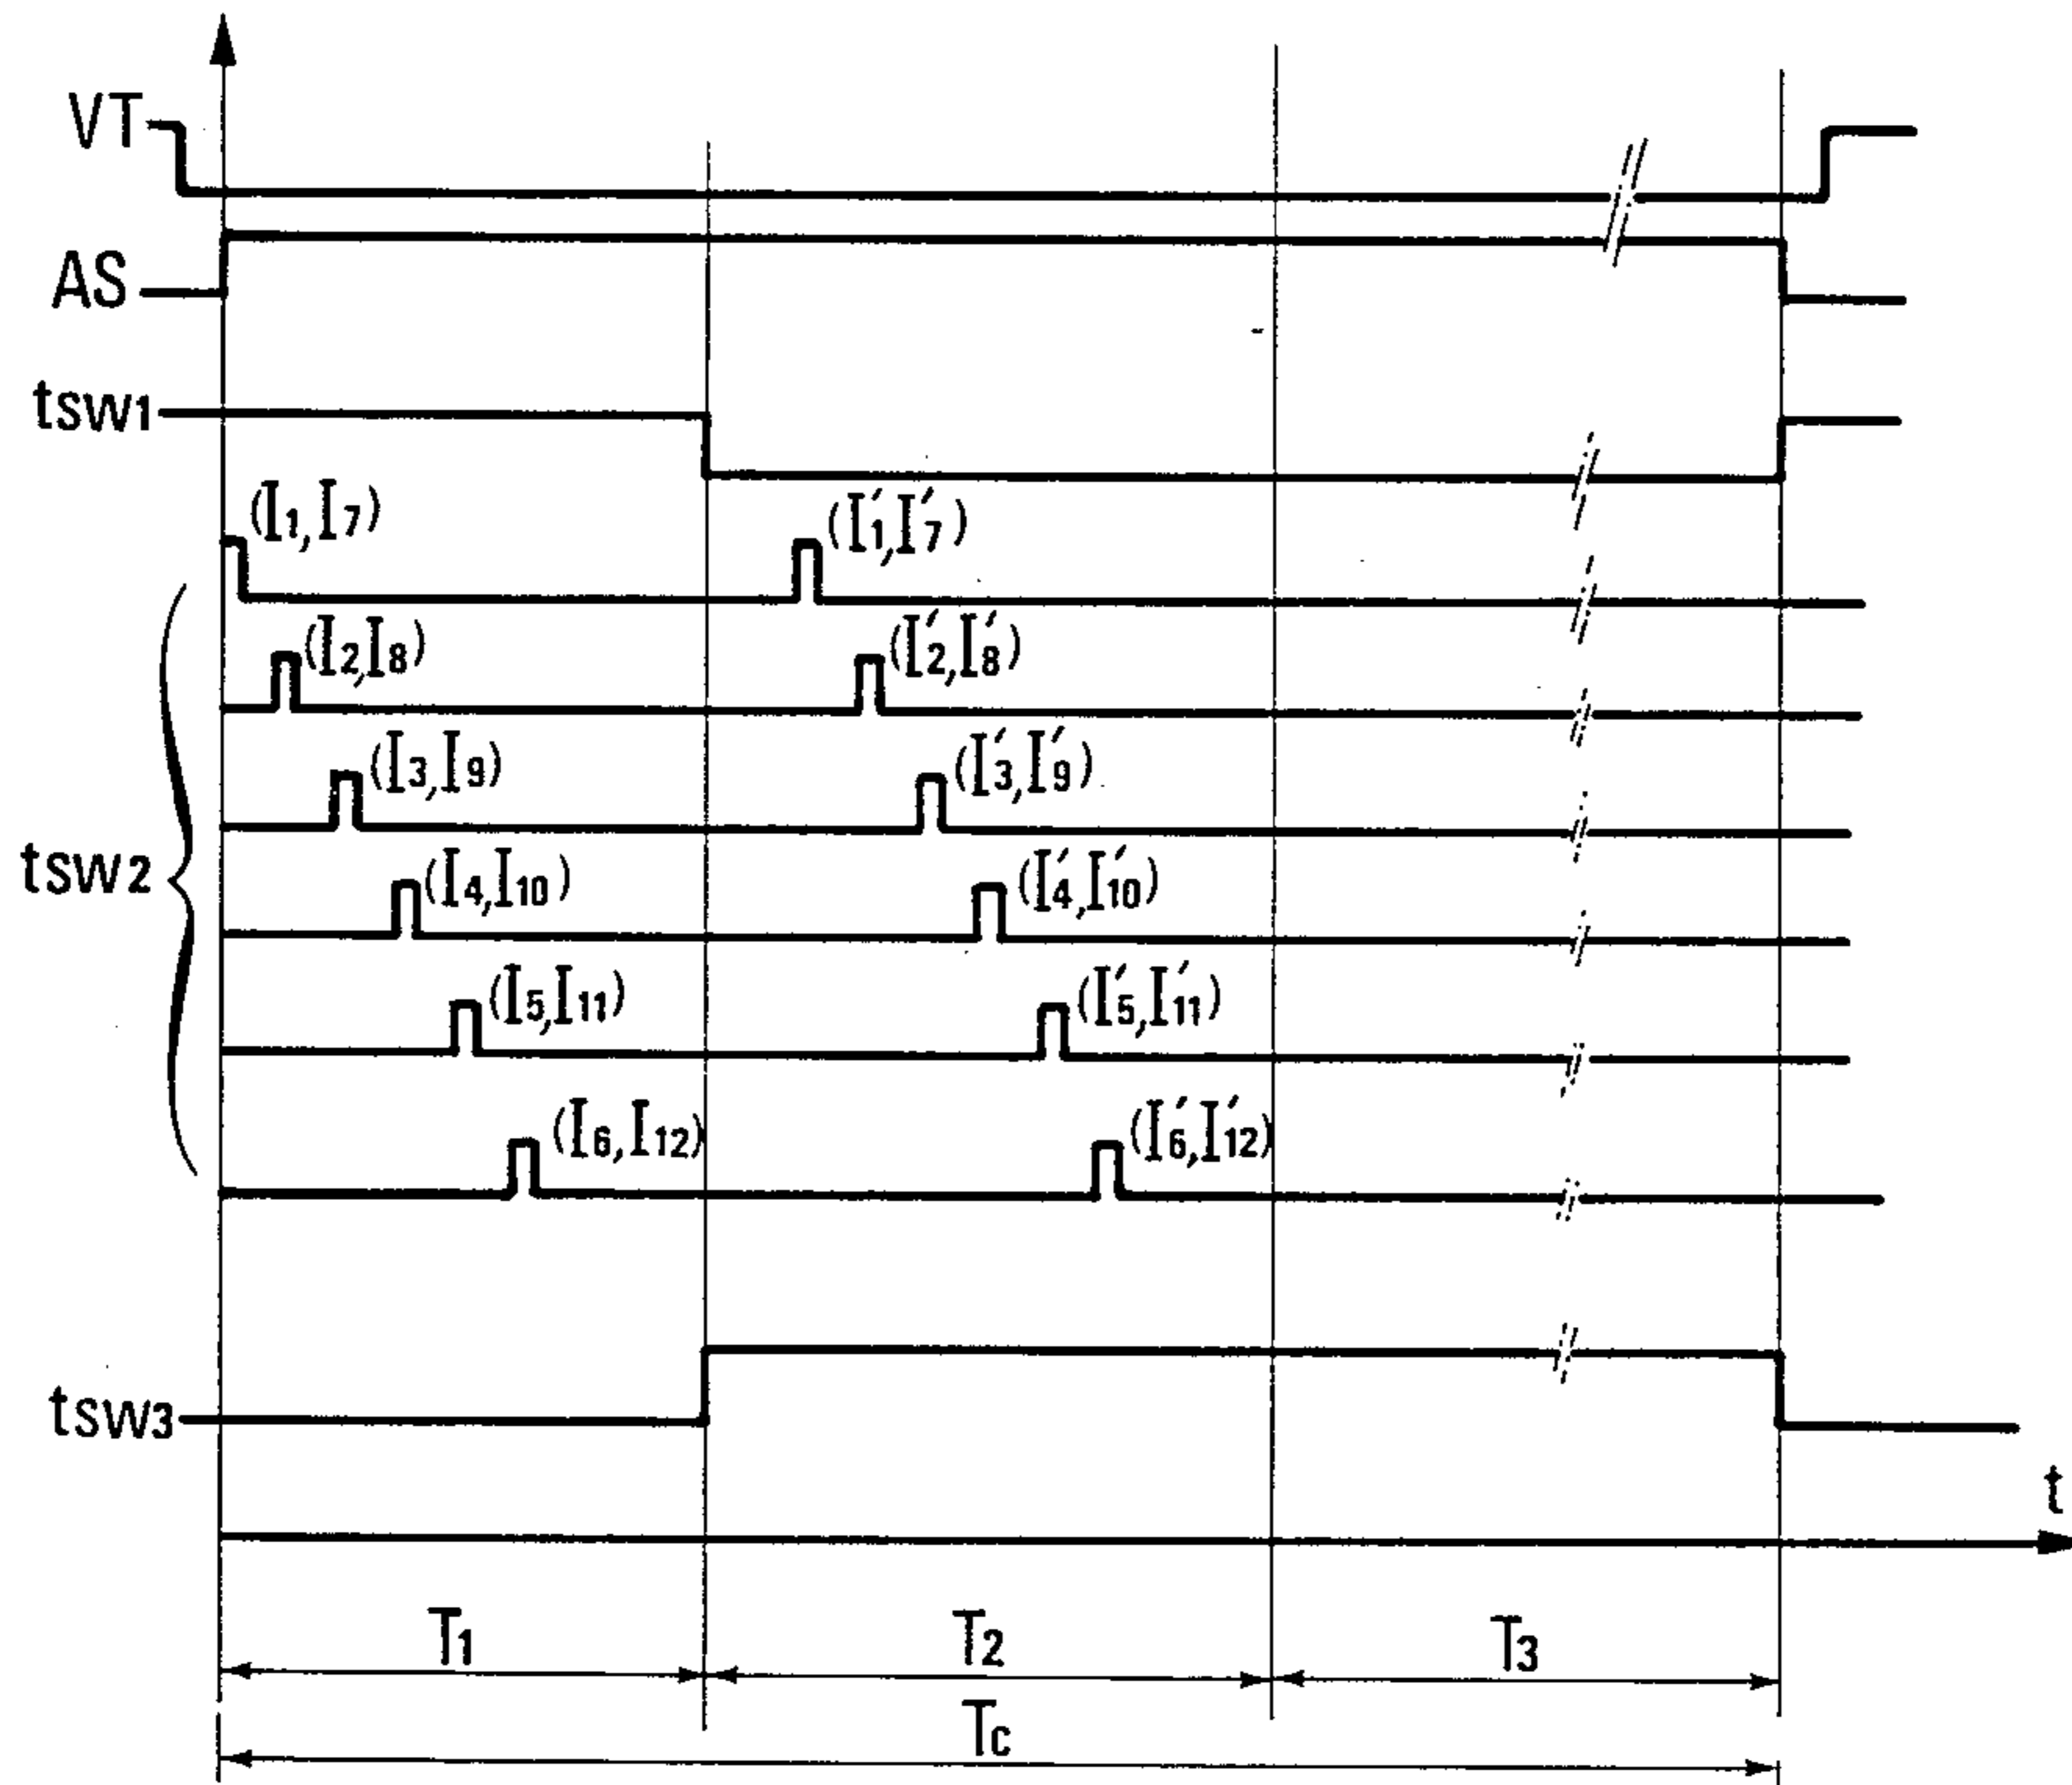 VT
AS
tsw1
(I1,I7) (I'1,I'7)
(I2,I8) (I'2,I'8)
(I3,I9) (I'3,I'9)
tsw2
(I4,I10) (I'4,I'10)
(I5,I11) (I'5,I'11)
(I6,I12) (I'6,I'12)
tsw3
t
T1 T2 T3
Tc